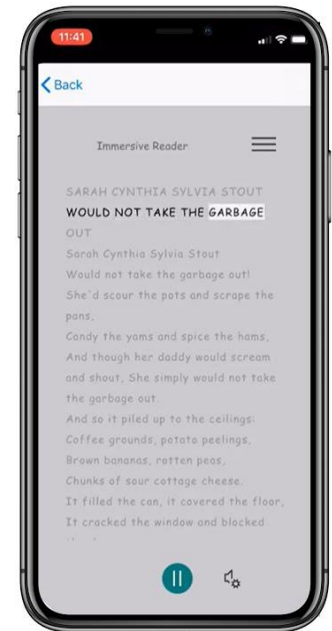 11:41
Back
Immersive Reader
SARAH CYNTHIA SYLVIA STOUT
WOULD NOT TAKE THE GARBAGE
OUT
Sarah Cynthia Sylvia Stout
Would not take the garbage out!
She'd scour the pots and scrape the
pans,
Candy the yams and spice the hams,
And though her daddy would scream
and shout, She simply would not take
the garbage out.
And so it piled up to the ceilings:
Coffee grounds, potato peelings,
Brown bananas, rotten peas,
Chunks of sour cottage cheese.
It filled the can, it covered the floor,
It cracked the window and blocked